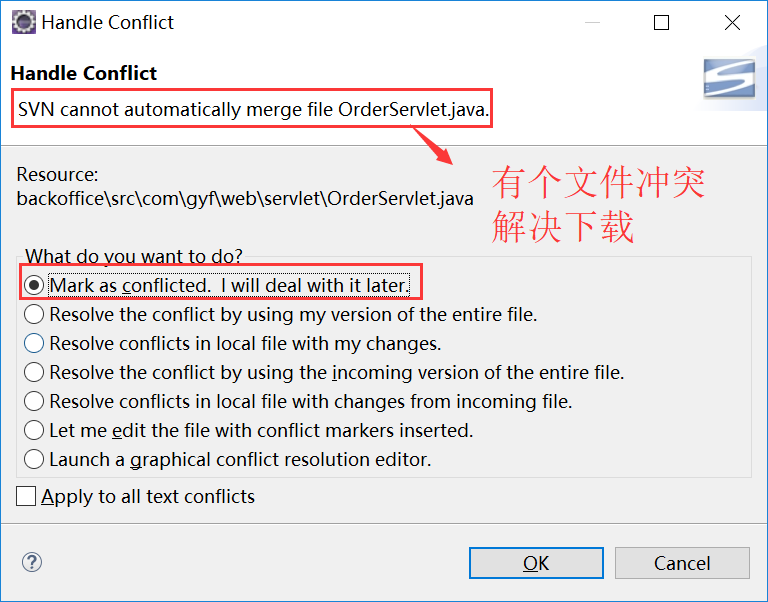 Handle Conflict
Handle Conflict
SVN cannot automatically merge file OrderServlet.java.
Resource:
backoffice\src\com\gyf\web\servlet\OrderServlet.java
有个文件冲突
解决下载
What do you want to do?
Mark as conflicted.  I will deal with it later.
Resolve the conflict by using my version of the entire file.
Resolve conflicts in local file with my changes.
Resolve the conflict by using the incoming version of the entire file.
Resolve conflicts in local file with changes from incoming file.
Let me edit the file with conflict markers inserted.
Launch a graphical conflict resolution editor.
Apply to all text conflicts
?
OK
Cancel